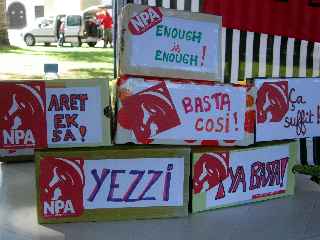 NPA
ENOUGH
is
ENOUGH!
NPA
ARET
EK
SA!
BASTA
COSÌ!
Ça
suffit!
NPA
YEZZI
¡YA BASTA!